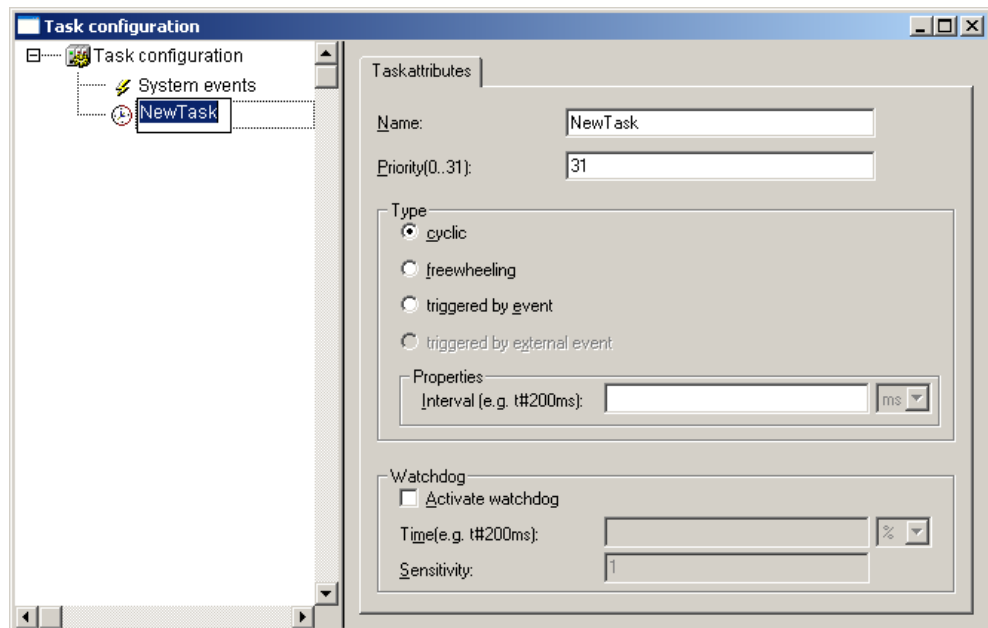 Task configuration
Task configuration
System events
NewTask
Taskattributes
Name: NewTask
Priority(0..31): 31
Type
cyclic
freewheeling
triggered by event
triggered by external event
Properties
Interval (e.g. t#200ms): ms
Watchdog
Activate watchdog
Time(e.g. t#200ms): %
Sensitivity: 1